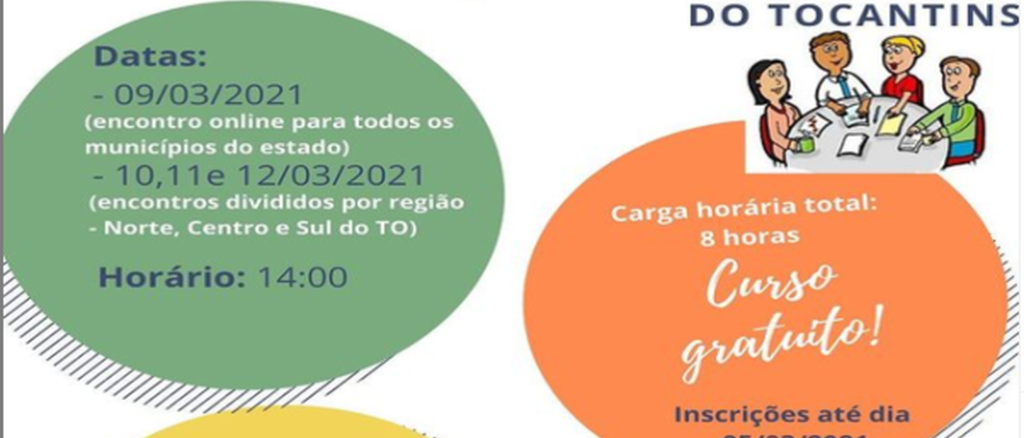 DO TOCANTINS
Datas:
- 09/03/2021
(encontro online para todos os
municípios do estado)
- 10,11e 12/03/2021
(encontros divididos por região
- Norte, Centro e Sul do TO)
Horário: 14:00
Carga horária total:
8 horas
Curso
gratuito!
Inscrições até dia